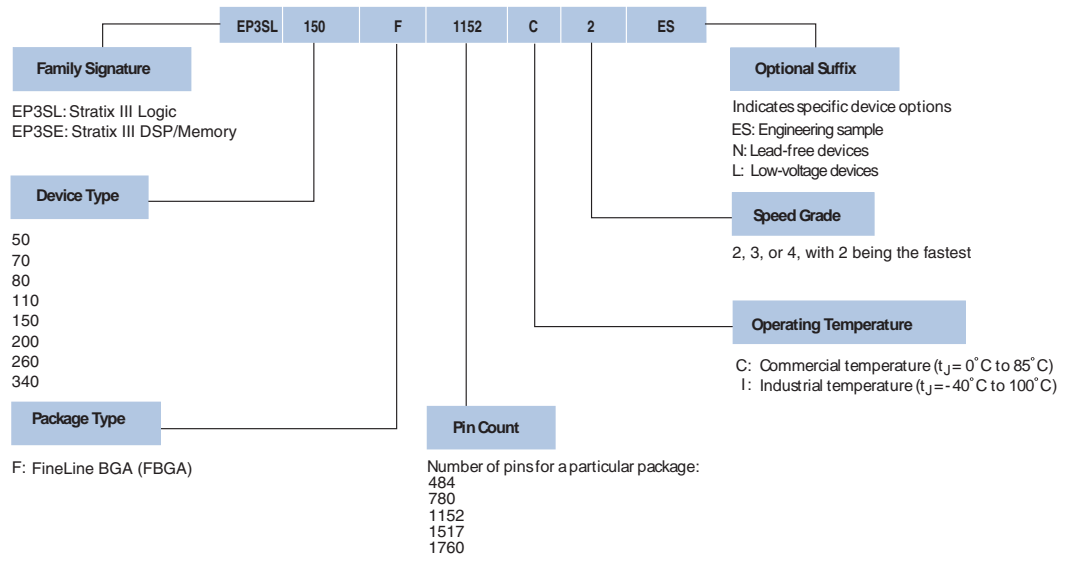 EP3SL 150 F 1152 C 2 ES
Family Signature
EP3SL: Stratix III Logic
EP3SE: Stratix III DSP/Memory
Device Type
50
70
80
110
150
200
260
340
Package Type
F: FineLine BGA (FBGA)
Pin Count
Number of pins for a particular package:
484
780
1152
1517
1760
Optional Suffix
Indicates specific device options
ES: Engineering sample
N: Lead-free devices
L: Low-voltage devices
Speed Grade
2, 3, or 4, with 2 being the fastest
Operating Temperature
C: Commercial temperature (tJ = 0°C to 85°C)
I: Industrial temperature (tJ = -40°C to 100°C)